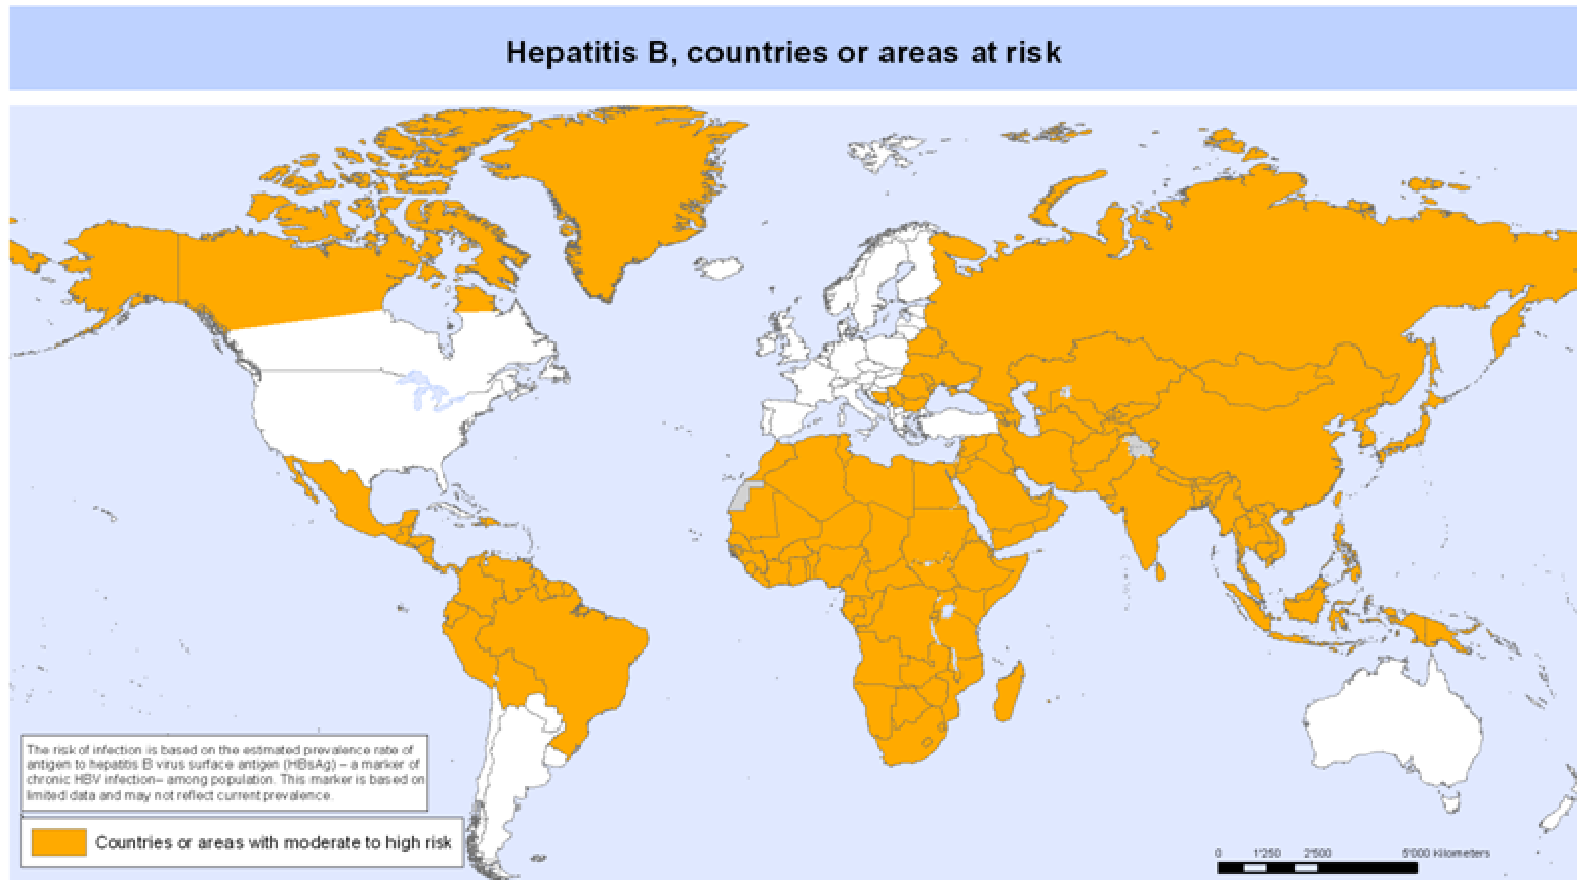 Hepatitis B, countries or areas at risk
The risk of infection is based on the estimated prevalence rate of
antigem to hepatitis B virus surface antigen (HBsAg) – a marker of
chronic HBV infection– among population. This marker is based on
limited data and may not reflect current prevalence.
Countries or areas with moderate to high risk
0 1'250 2'500 5'000 Kilometers